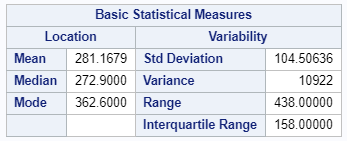 Basic Statistical Measures
Location Variability
Mean 281.1679 Std Deviation 104.50636
Median 272.9000 Variance 10922
Mode 362.6000 Range 438.00000
Interquartile Range 158.00000